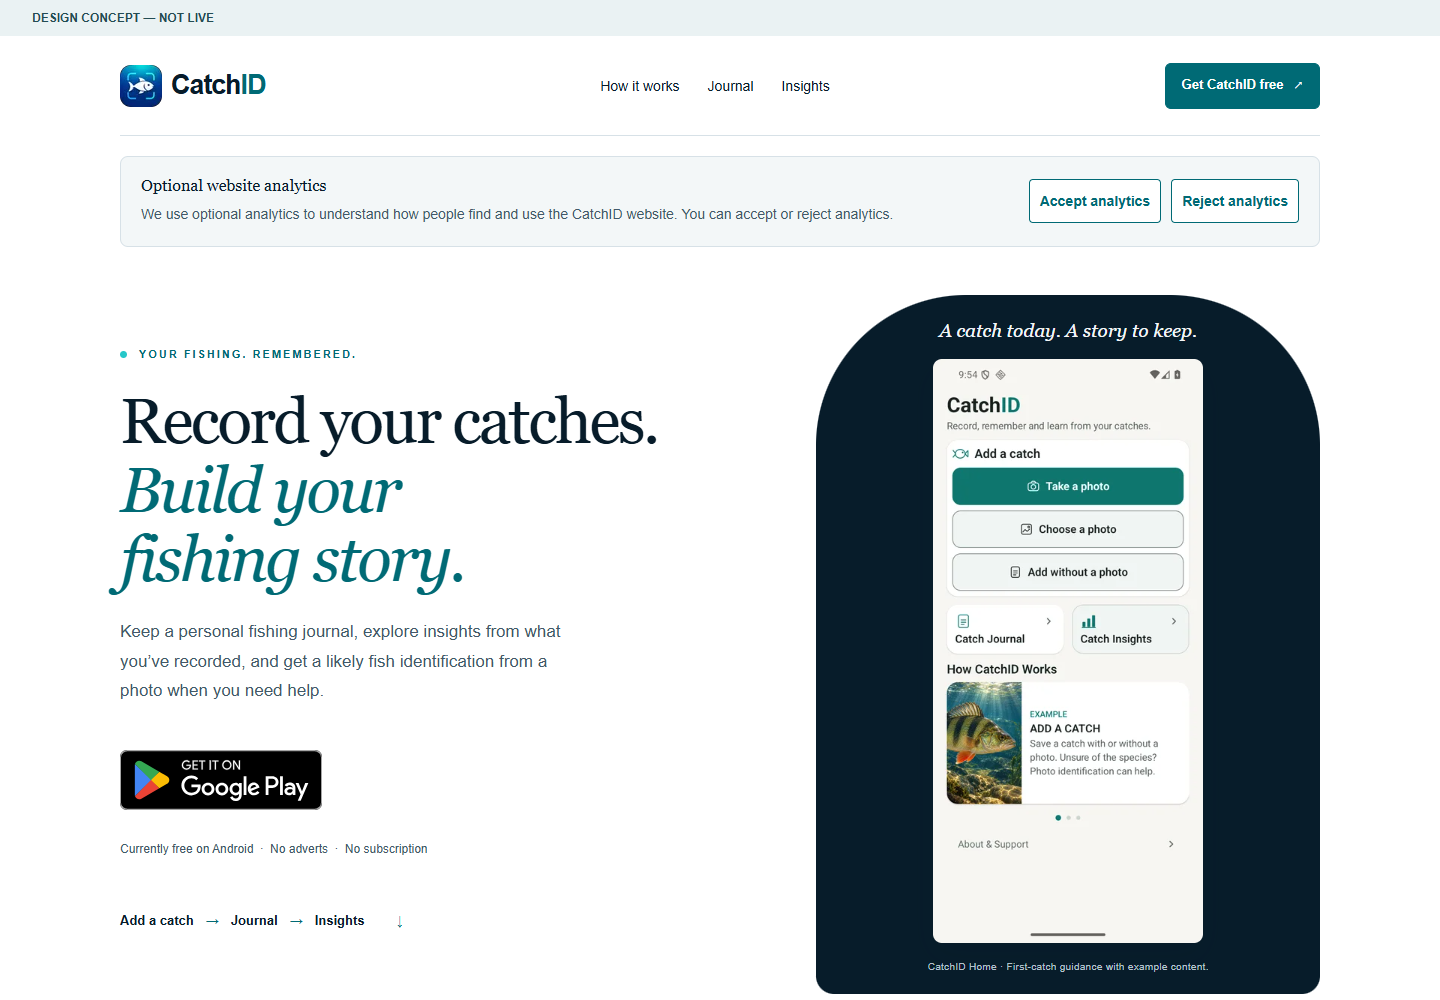 DESIGN CONCEPT — NOT LIVE
CatchID
How it works
Journal
Insights
Get CatchID free ↗
Optional website analytics
We use optional analytics to understand how people find and use the CatchID website. You can accept or reject analytics.
Accept analytics
Reject analytics
YOUR FISHING. REMEMBERED.
Record your catches.
Build your
fishing story.
Keep a personal fishing journal, explore insights from what
you’ve recorded, and get a likely fish identification from a
photo when you need help.
GET IT ON
Google Play
Currently free on Android · No adverts · No subscription
Add a catch → Journal → Insights ↓
A catch today. A story to keep.
9:54
CatchID
Record, remember and learn from your catches.
Add a catch
Take a photo
Choose a photo
Add without a photo
Catch Journal
Catch Insights
How CatchID Works
EXAMPLE
ADD A CATCH
Save a catch with or without a
photo. Unsure of the species?
Photo identification can help.
About & Support
CatchID Home · First-catch guidance with example content.